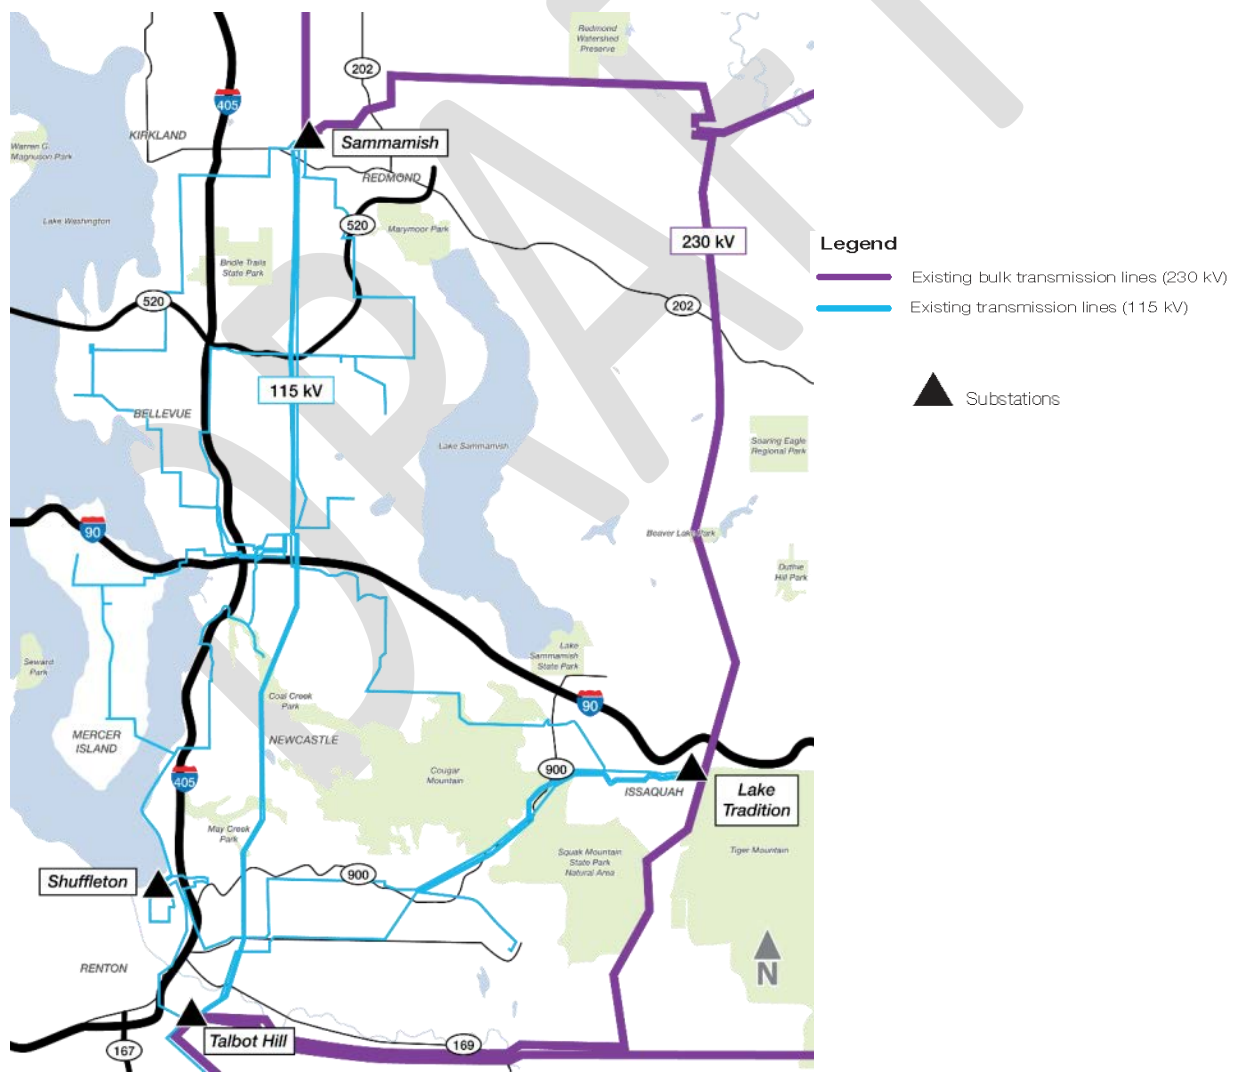 Redmond
Watershed
Preserve
202
405
KIRKLAND
Sammamish
Warren G.
Magnuson Park
REDMOND
Lake Washington
520
Marymoor Park
230 kV
Legend
Bridle Trails
State Park
Existing bulk transmission lines (230 kV)
520
202
Existing transmission lines (115 kV)
115 kV
Substations
BELLEVUE
Lake Sammamish
Soaring Eagle
Regional Park
90
Beaver Lake Park
Duthie
Hill Park
Seward
Park
Lake
Sammamish
State Park
Coal Creek
Park
90
MERCER
ISLAND
NEWCASTLE
405
Cougar
Mountain
900
ISSAQUAH
Lake
Tradition
May Creek
Park
Squak Mountain
State Park
Natural Area
Tiger Mountain
Shuffleton
900
N
RENTON
Talbot Hill
169
167
DRAFT